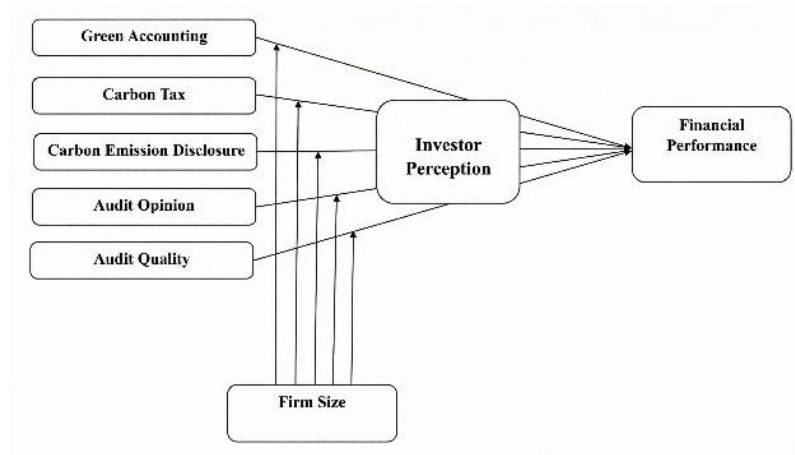 Green Accounting
Carbon Tax
Carbon Emission Disclosure
Audit Opinion
Audit Quality
Investor
Perception
Financial
Performance
Firm Size